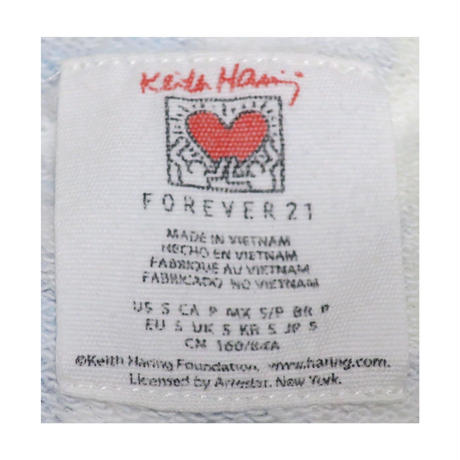 Keith Haring
FOREVER 21
MADE IN VIETNAM
HECHO EN VIETNAM
FABRIQUE AU VIETNAM
FABRICADO NO VIETNAM
US S CA P MX S/P BR P
EU S UK S KR S JP S
CN 160/84A
©Keith Haring Foundation, www.haring.com.
Licensed by Artestar, New York.